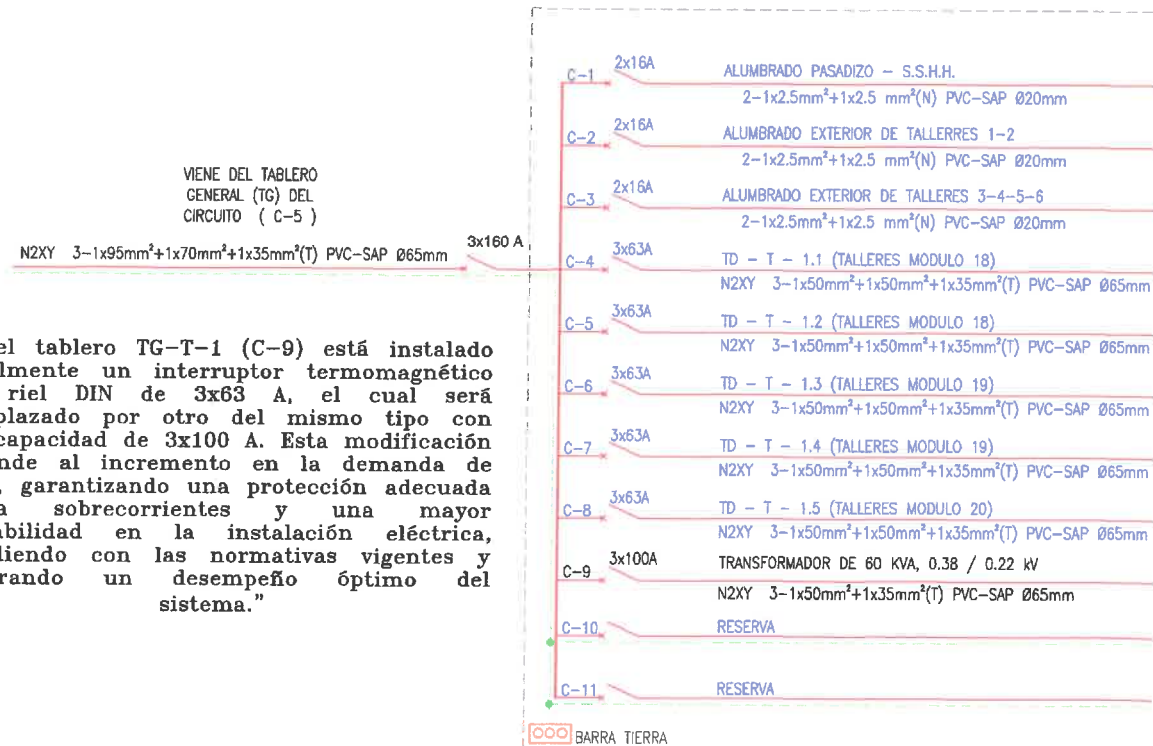 VIENE DEL TABLERO
GENERAL (TG) DEL
CIRCUITO ( C-5 )
N2XY 3-1x95mm²+1x70mm²+1x35mm²(T) PVC-SAP Ø65mm
3x160 A
el tablero TG-T-1 (C-9) está instalado
lmente un interruptor termomagnético
riel DIN de 3x63 A, el cual será
plazado por otro del mismo tipo con
capacidad de 3x100 A. Esta modificación
nde al incremento en la demanda de
, garantizando una protección adecuada
a sobrecorrientes y una mayor
abilidad en la instalación eléctrica,
liendo con las normativas vigentes y
rando un desempeño óptimo del
sistema."
C-1 2x16A ALUMBRADO PASADIZO - S.S.H.H.
2-1x2.5mm²+1x2.5 mm²(N) PVC-SAP Ø20mm
C-2 2x16A ALUMBRADO EXTERIOR DE TALLERRES 1-2
2-1x2.5mm²+1x2.5 mm²(N) PVC-SAP Ø20mm
C-3 2x16A ALUMBRADO EXTERIOR DE TALLERES 3-4-5-6
2-1x2.5mm²+1x2.5 mm²(N) PVC-SAP Ø20mm
C-4 3x63A TD - T - 1.1 (TALLERES MODULO 18)
N2XY 3-1x50mm²+1x50mm²+1x35mm²(T) PVC-SAP Ø65mm
C-5 3x63A TD - T - 1.2 (TALLERES MODULO 18)
N2XY 3-1x50mm²+1x50mm²+1x35mm²(T) PVC-SAP Ø65mm
C-6 3x63A TD - T - 1.3 (TALLERES MODULO 19)
N2XY 3-1x50mm²+1x50mm²+1x35mm²(T) PVC-SAP Ø65mm
C-7 3x63A TD - T - 1.4 (TALLERES MODULO 19)
N2XY 3-1x50mm²+1x50mm²+1x35mm²(T) PVC-SAP Ø65mm
C-8 3x63A TD - T - 1.5 (TALLERES MODULO 20)
N2XY 3-1x50mm²+1x50mm²+1x35mm²(T) PVC-SAP Ø65mm
C-9 3x100A TRANSFORMADOR DE 60 KVA, 0.38 / 0.22 kV
N2XY 3-1x50mm²+1x35mm²(T) PVC-SAP Ø65mm
C-10 RESERVA
C-11 RESERVA
BARRA TIERRA